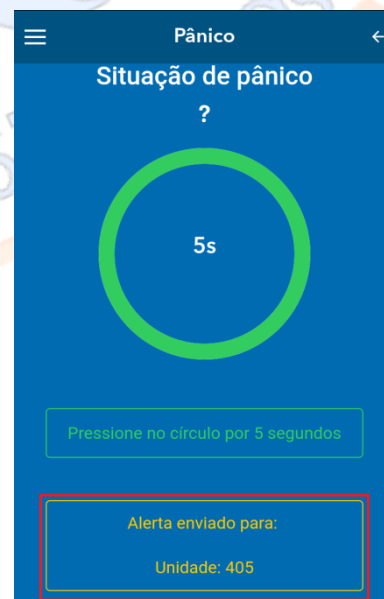 Pânico
Situação de pânico
?
5s
Pressione no círculo por 5 segundos
Alerta enviado para:
Unidade: 405